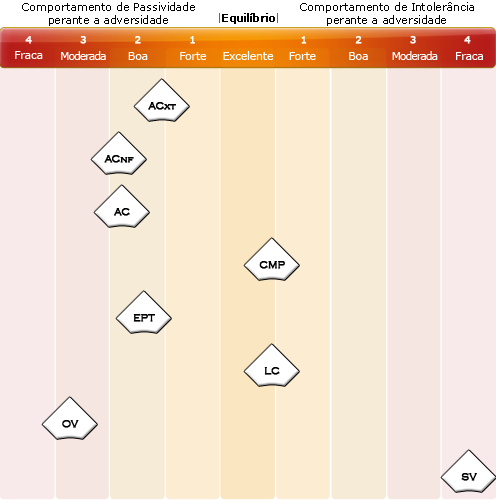 Comportamento de Passividade
perante a adversidade
|Equilíbrio|
Comportamento de Intolerância
perante a adversidade
4 3 2 1 1 2 3 4
Fraca Moderada Boa Forte Excelente Forte Boa Moderada Fraca
ACXT
ACNF
AC
CMP
EPT
LC
OV
SV